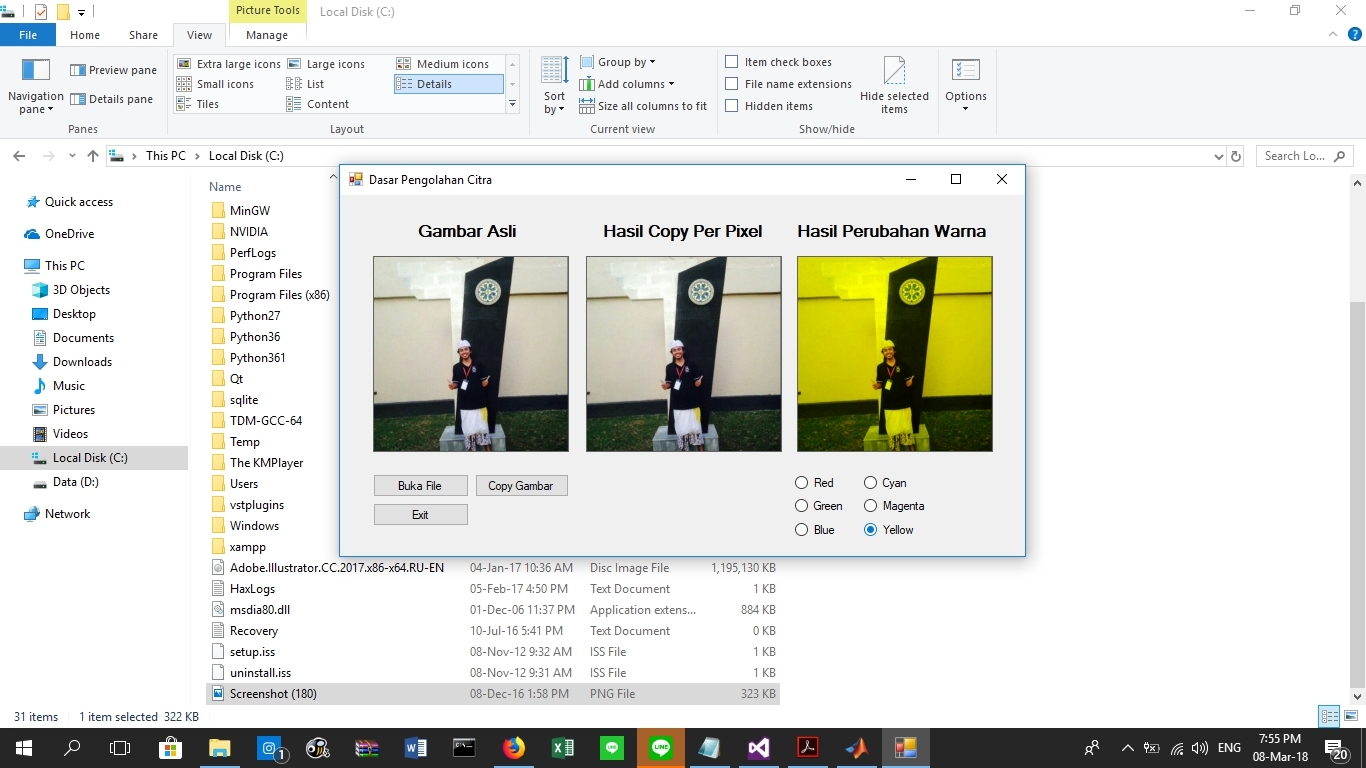 Picture Tools
Local Disk (C:)
File Home Share View Manage
Navigation pane
Preview pane
Details pane
Panes
Extra large icons Large icons Medium icons
Small icons List Details
Tiles Content
Layout
Sort by
Group by
Add columns
Size all columns to fit
Current view
Item check boxes
File name extensions
Hidden items
Hide selected items
Show/hide
Options
This PC Local Disk (C:)
Search Lo...
Quick access
OneDrive
This PC
3D Objects
Desktop
Documents
Downloads
Music
Pictures
Videos
Local Disk (C:)
Data (D:)
Network
Name
MinGW
NVIDIA
PerfLogs
Program Files
Program Files (x86)
Python27
Python36
Python361
Qt
sqlite
TDM-GCC-64
Temp
The KMPlayer
Users
vstplugins
Windows
xampp
Adobe.Illustrator.CC.2017.x86-x64.RU-EN 04-Jan-17 10:36 AM Disc Image File 1,195,130 KB
HaxLogs 05-Feb-17 4:50 PM Text Document 1 KB
msdia80.dll 01-Dec-06 11:37 PM Application extens... 884 KB
Recovery 10-Jul-16 5:41 PM Text Document 0 KB
setup.iss 08-Nov-12 9:32 AM ISS File 1 KB
uninstall.iss 08-Nov-12 9:31 AM ISS File 1 KB
Screenshot (180) 08-Dec-16 1:58 PM PNG File 323 KB
Dasar Pengolahan Citra
Gambar Asli Hasil Copy Per Pixel Hasil Perubahan Warna
Buka File Copy Gambar
Exit
Red Cyan
Green Magenta
Blue Yellow
31 items 1 item selected 322 KB
1
LINE
LINE
ENG
7:55 PM
08-Mar-18
20